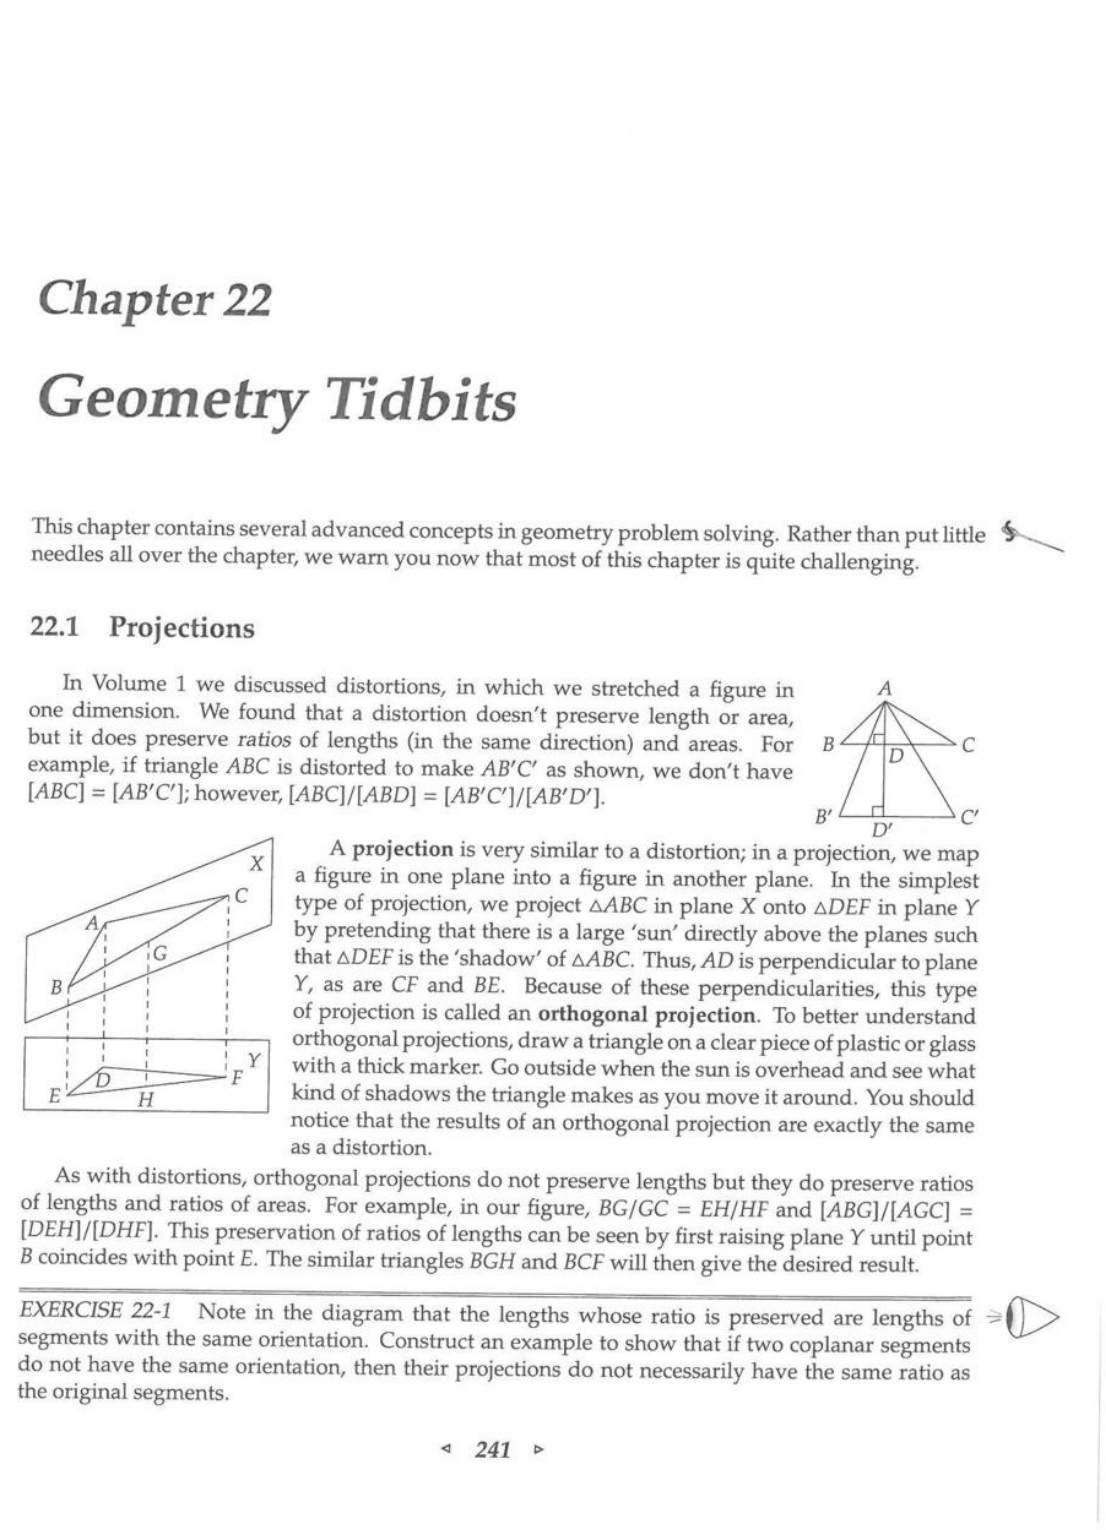 Chapter 22
Geometry Tidbits
This chapter contains several advanced concepts in geometry problem solving. Rather than put little
needles all over the chapter, we warn you now that most of this chapter is quite challenging.
22.1 Projections
In Volume 1 we discussed distortions, in which we stretched a figure in
one dimension. We found that a distortion doesn't preserve length or area,
but it does preserve ratios of lengths (in the same direction) and areas. For
example, if triangle ABC is distorted to make AB'C' as shown, we don't have
[ABC] = [AB'C']; however, [ABC]/[ABD] = [AB'C']/[AB'D'].
A
B
D
C
B'
D'
C'
X
C
A
G
B
Y
D
F
E
H
A projection is very similar to a distortion; in a projection, we map
a figure in one plane into a figure in another plane. In the simplest
type of projection, we project △ABC in plane X onto △DEF in plane Y
by pretending that there is a large 'sun' directly above the planes such
that △DEF is the 'shadow' of △ABC. Thus, AD is perpendicular to plane
Y, as are CF and BE. Because of these perpendicularities, this type
of projection is called an orthogonal projection. To better understand
orthogonal projections, draw a triangle on a clear piece of plastic or glass
with a thick marker. Go outside when the sun is overhead and see what
kind of shadows the triangle makes as you move it around. You should
notice that the results of an orthogonal projection are exactly the same
as a distortion.
As with distortions, orthogonal projections do not preserve lengths but they do preserve ratios
of lengths and ratios of areas. For example, in our figure, BG/GC = EH/HF and [ABG]/[AGC] =
[DEH]/[DHF]. This preservation of ratios of lengths can be seen by first raising plane Y until point
B coincides with point E. The similar triangles BGH and BCF will then give the desired result.
EXERCISE 22-1 Note in the diagram that the lengths whose ratio is preserved are lengths of
segments with the same orientation. Construct an example to show that if two coplanar segments
do not have the same orientation, then their projections do not necessarily have the same ratio as
the original segments.
◁ 241 ▷